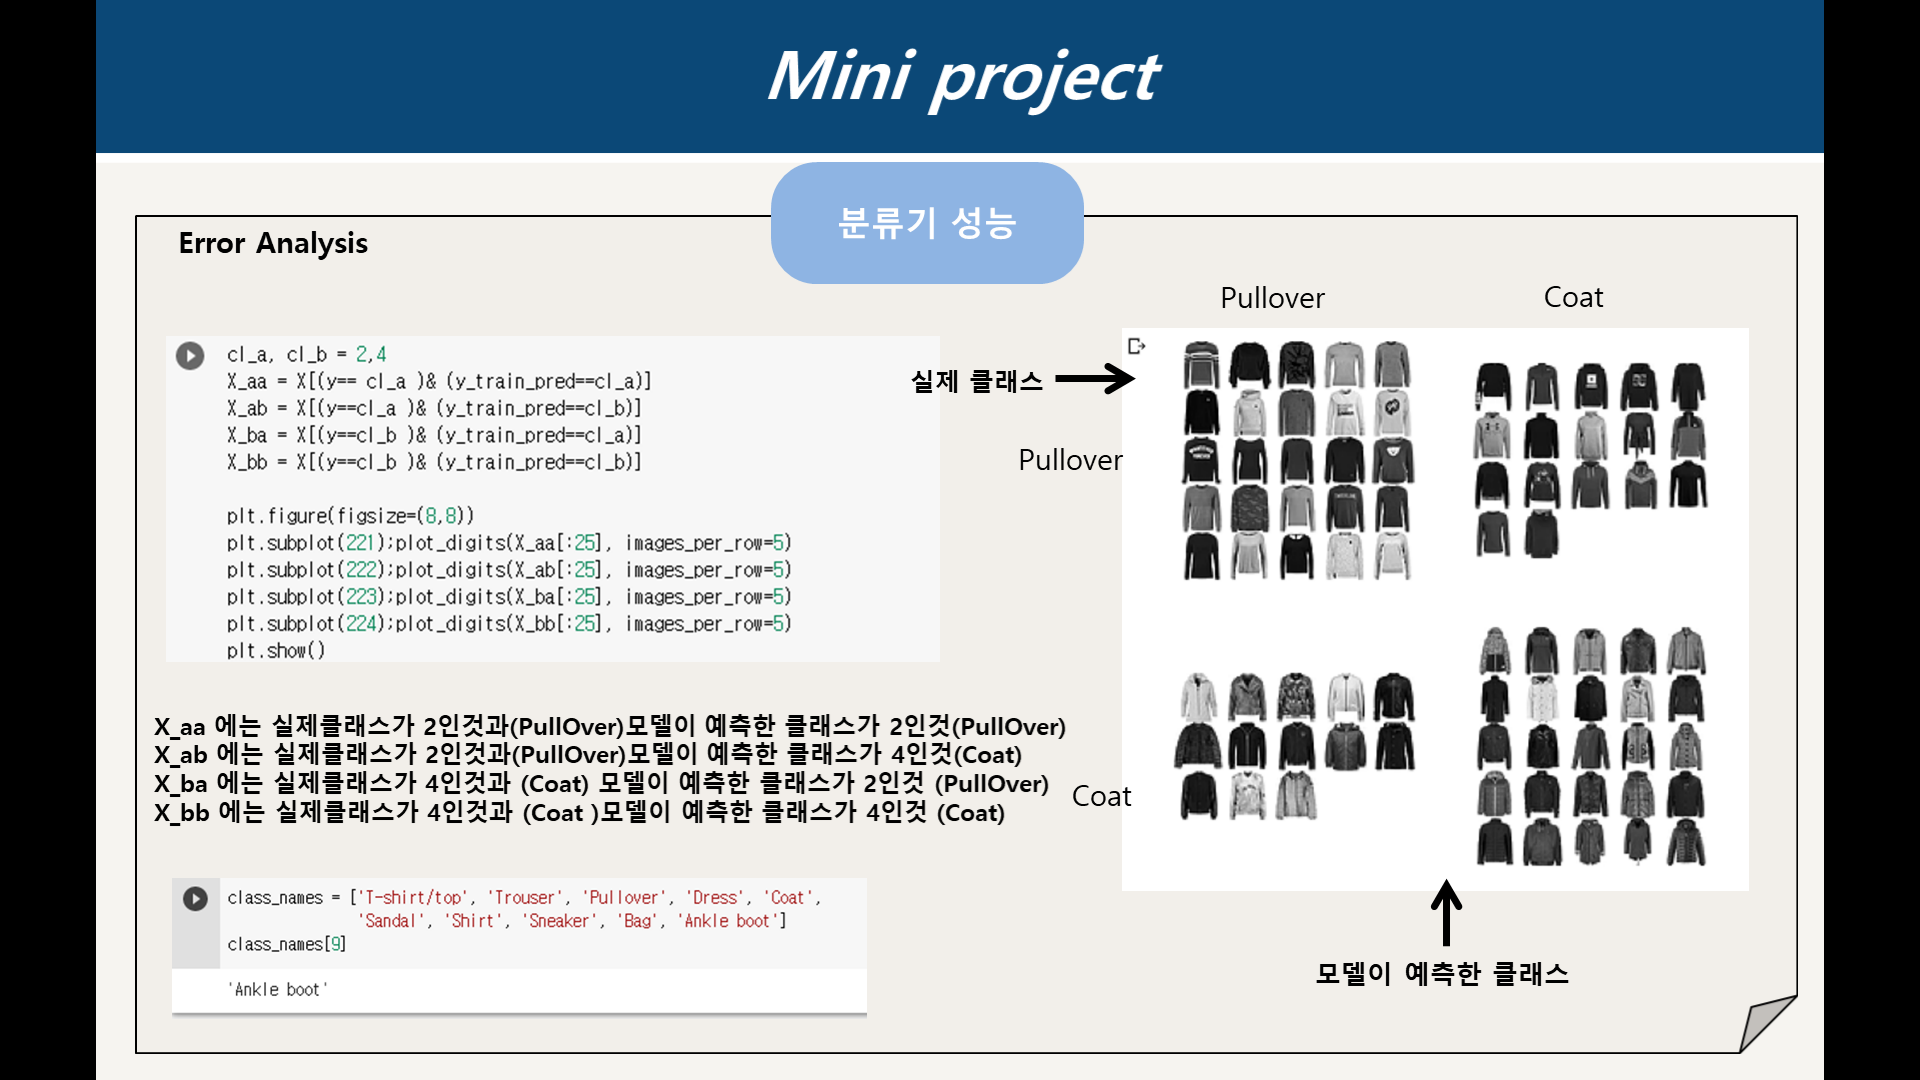 Mini project
분류기 성능
Error Analysis
cl_a, cl_b = 2,4
X_aa = X[(y== cl_a )& (y_train_pred==cl_a)]
X_ab = X[(y==cl_a )& (y_train_pred==cl_b)]
X_ba = X[(y==cl_b )& (y_train_pred==cl_a)]
X_bb = X[(y==cl_b )& (y_train_pred==cl_b)]
plt.figure(figsize=(8,8))
plt.subplot(221);plot_digits(X_aa[:25], images_per_row=5)
plt.subplot(222);plot_digits(X_ab[:25], images_per_row=5)
plt.subplot(223);plot_digits(X_ba[:25], images_per_row=5)
plt.subplot(224);plot_digits(X_bb[:25], images_per_row=5)
plt.show()
X_aa 에는 실제클래스가 2인것과(PullOver)모델이 예측한 클래스가 2인것(PullOver)
X_ab 에는 실제클래스가 2인것과(PullOver)모델이 예측한 클래스가 4인것(Coat)
X_ba 에는 실제클래스가 4인것과 (Coat) 모델이 예측한 클래스가 2인것 (PullOver)
X_bb 에는 실제클래스가 4인것과 (Coat )모델이 예측한 클래스가 4인것 (Coat)
class_names = ['T-shirt/top', 'Trouser', 'Pullover', 'Dress', 'Coat',
'Sandal', 'Shirt', 'Sneaker', 'Bag', 'Ankle boot']
class_names[9]
'Ankle boot'
Pullover
Coat
실제 클래스
Pullover
Coat
모델이 예측한 클래스